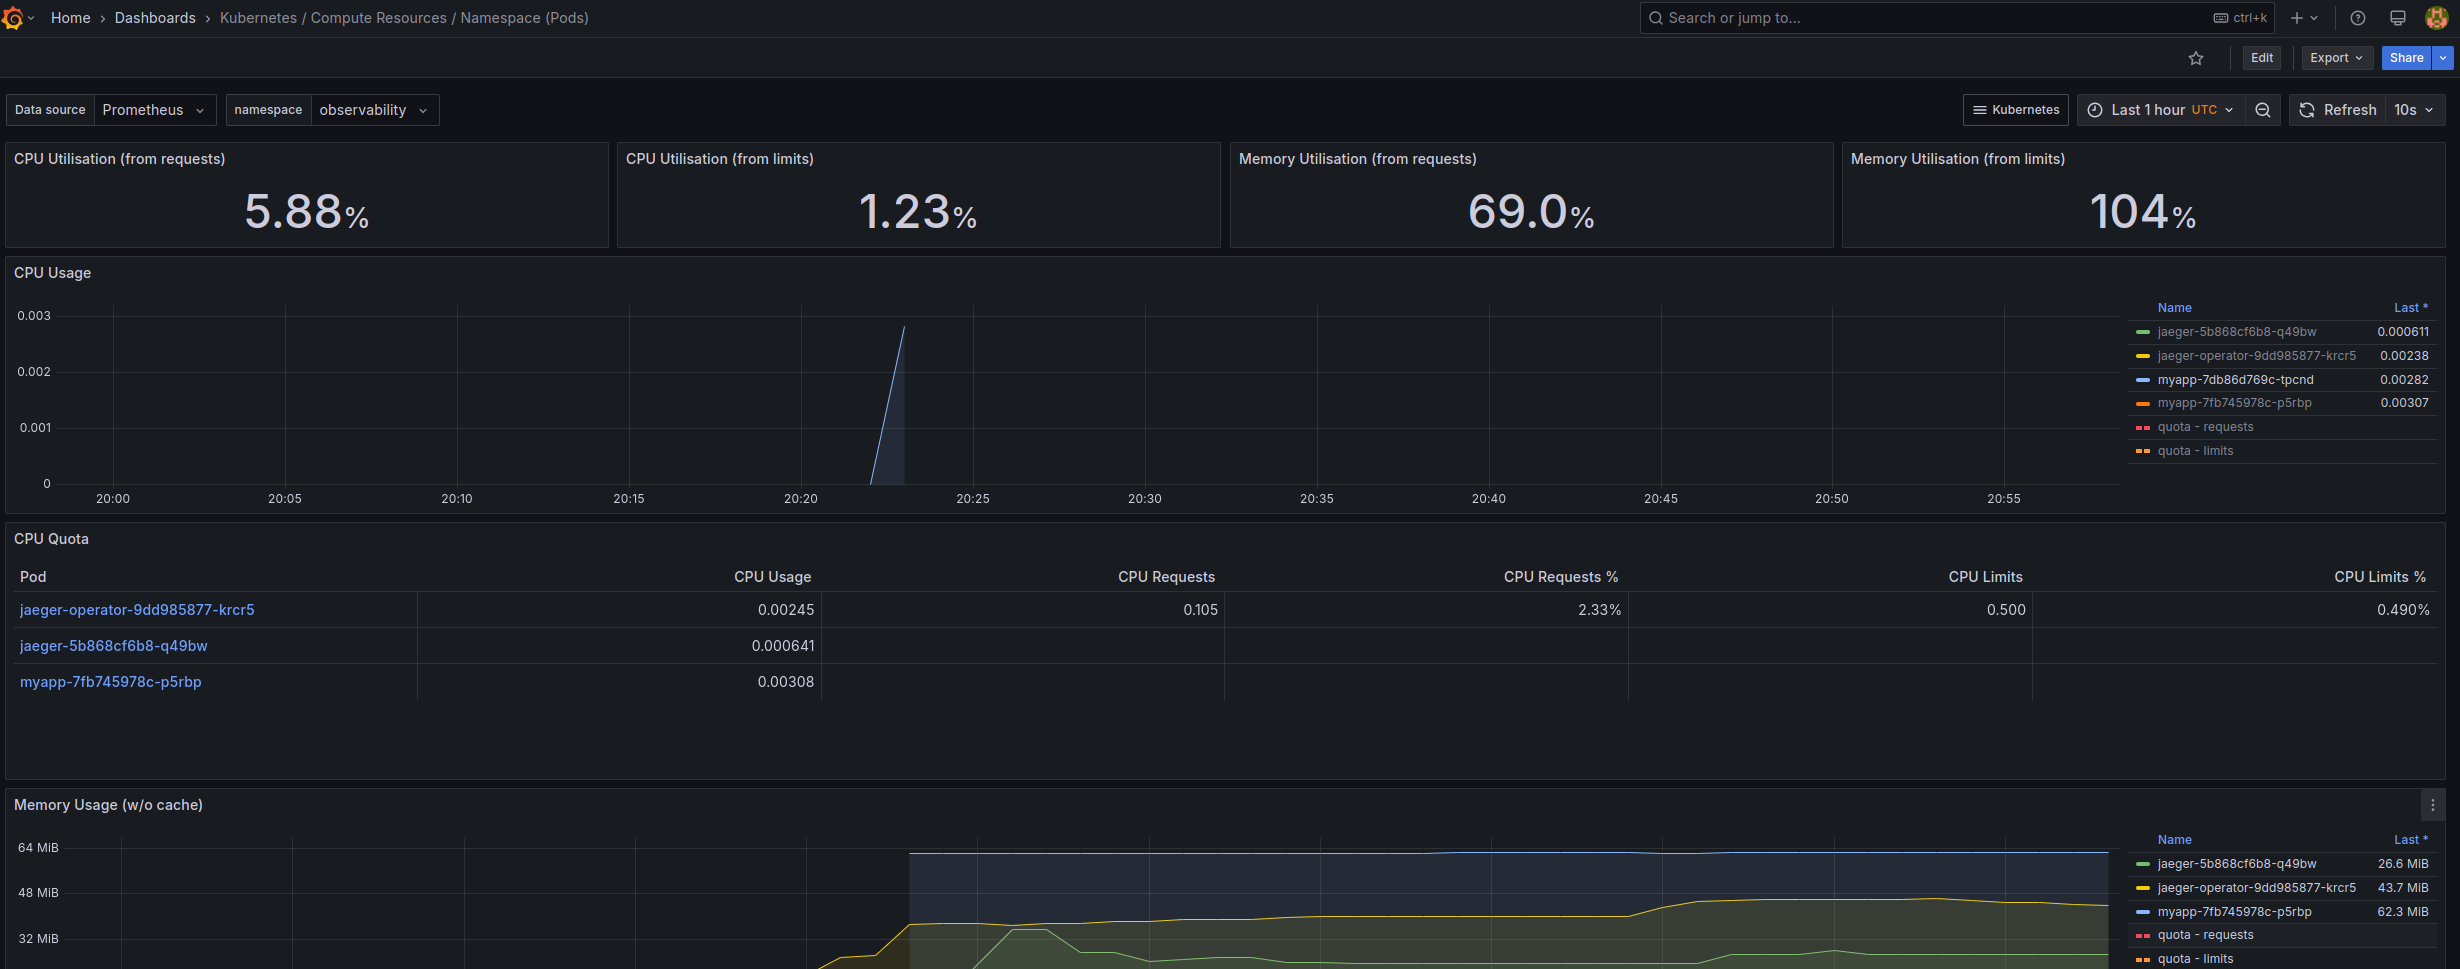 Home › Dashboards › Kubernetes / Compute Resources / Namespace (Pods)
Search or jump to... ctrl+k
Edit Export Share
Data source Prometheus namespace observability
Kubernetes Last 1 hour UTC Refresh 10s
CPU Utilisation (from requests)
5.88%
CPU Utilisation (from limits)
1.23%
Memory Utilisation (from requests)
69.0%
Memory Utilisation (from limits)
104%
CPU Usage
0.003
0.002
0.001
0
20:00 20:05 20:10 20:15 20:20 20:25 20:30 20:35 20:40 20:45 20:50 20:55
Name Last *
jaeger-5b868cf6b8-q49bw 0.000611
jaeger-operator-9dd985877-krcr5 0.00238
myapp-7db86d769c-tpcnd 0.00282
myapp-7fb745978c-p5rbp 0.00307
quota - requests
quota - limits
CPU Quota
Pod CPU Usage CPU Requests CPU Requests % CPU Limits CPU Limits %
jaeger-operator-9dd985877-krcr5 0.00245 0.105 2.33% 0.500 0.490%
jaeger-5b868cf6b8-q49bw 0.000641
myapp-7fb745978c-p5rbp 0.00308
Memory Usage (w/o cache)
64 MiB
48 MiB
32 MiB
Name Last *
jaeger-5b868cf6b8-q49bw 26.6 MiB
jaeger-operator-9dd985877-krcr5 43.7 MiB
myapp-7fb745978c-p5rbp 62.3 MiB
quota - requests
quota - limits